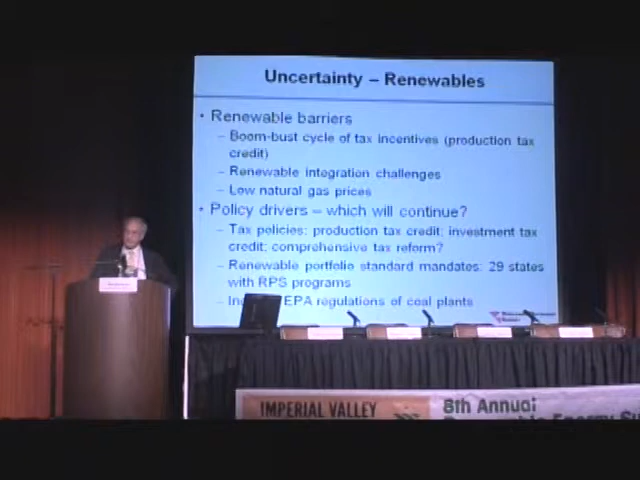 Uncertainty – Renewables
• Renewable barriers
– Boom-bust cycle of tax incentives (production tax
credit)
– Renewable integration challenges
– Low natural gas prices
• Policy drivers – which will continue?
– Tax policies: production tax credit; investment tax
credit; comprehensive tax reform?
– Renewable portfolio standard mandates: 29 states
with RPS programs
EPA regulations of coal plants
IMPERIAL VALLEY
8th Annual